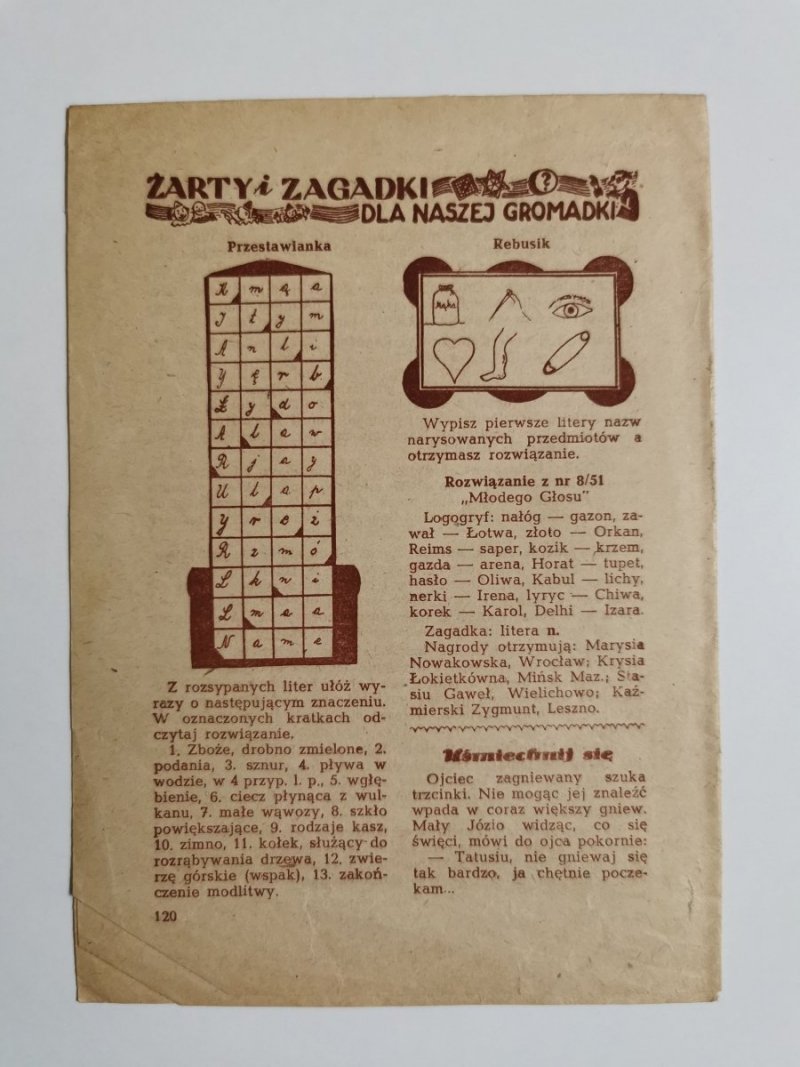 ŻARTY i ZAGADKI
DLA NASZEJ GROMADKI
Przestawianka
K m ą a
J t y m
A n l i
Y ę r b
Ł y d o
A l a w
R j a y
U l a p
Y r e ż
R z m ó
L k n i
L m e a
N a m e
Z rozsypanych liter ułóż wy-
razy o następującym znaczeniu.
W oznaczonych kratkach od-
czytaj rozwiązanie.
1. Zboże, drobno zmielone, 2.
podania, 3. sznur, 4. pływa w
wodzie, w 4 przyp. l. p., 5. wgłę-
bienie, 6. ciecz płynąca z wul-
kanu, 7. małe wąwozy, 8. szkło
powiększające, 9. rodzaje kasz,
10. zimno, 11. kołek, służący do
rozrąbywania drzewa, 12. zwie-
rzę górskie (wspak), 13. zakoń-
czenie modlitwy.
120
Rebusik
Mąka
Wypisz pierwsze litery nazw
narysowanych przedmiotów a
otrzymasz rozwiązanie.
Rozwiązanie z nr 8/51
„Młodego Głosu”
Logogryf: nałóg — gazon, za-
wał — Łotwa, złoto — Orkan,
Reims — saper, kozik — krzem,
gazda — arena, Horat — tupet,
hasło — Oliwa, Kabul — lichy,
nerki — Irena, lyryc — Chiwa,
korek — Karol, Delhi — Izara.
Zagadka: litera n.
Nagrody otrzymują: Marysia
Nowakowska, Wrocław; Krysia
Łokietkówna, Mińsk Maz.; Sta-
siu Gaweł, Wielichowo; Kaź-
mierski Zygmunt, Leszno.
Uśmiechnij się
Ojciec zagniewany szuka
trzcinki. Nie mogąc jej znaleźć
wpada w coraz większy gniew.
Mały Józio widząc, co się
święci, mówi do ojca pokornie:
— Tatusiu, nie gniewaj się
tak bardzo, ja chętnie pocze-
kam...